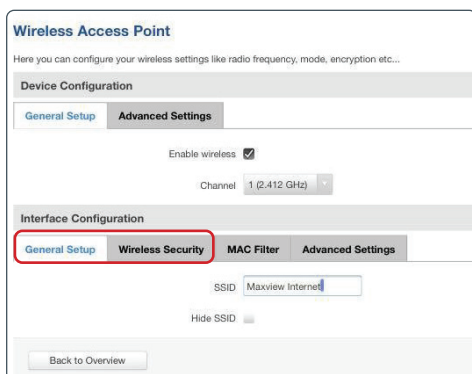 Wireless Access Point
Here you can configure your wireless settings like radio frequency, mode, encryption etc...
Device Configuration
General Setup Advanced Settings
Enable wireless
Channel 1 (2.412 GHz)
Interface Configuration
General Setup Wireless Security MAC Filter Advanced Settings
SSID Maxview Internet
Hide SSID
Back to Overview